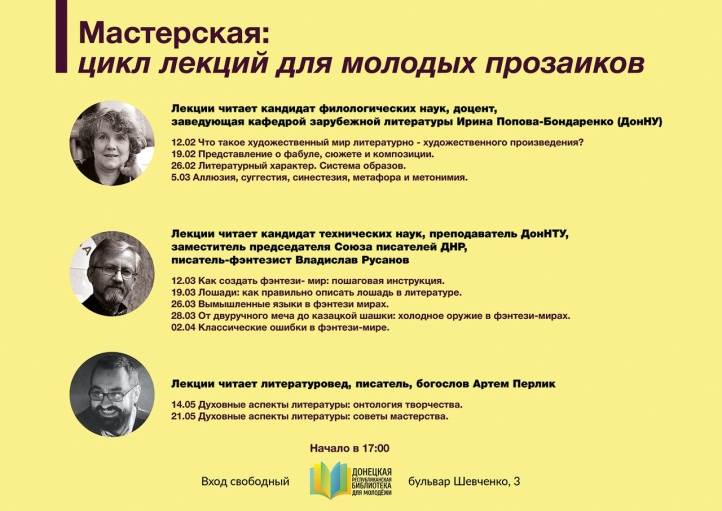 Мастерская:
цикл лекций для молодых прозаиков
Лекции читает кандидат филологических наук, доцент,
заведующая кафедрой зарубежной литературы Ирина Попова-Бондаренко (ДонНУ)
12.02 Что такое художественный мир литературно - художественного произведения?
19.02 Представление о фабуле, сюжете и композиции.
26.02 Литературный характер. Система образов.
5.03 Аллюзия, суггестия, синестезия, метафора и метонимия.
Лекции читает кандидат технических наук, преподаватель ДонНТУ,
заместитель председателя Союза писателей ДНР,
писатель-фэнтезист Владислав Русанов
12.03 Как создать фэнтези- мир: пошаговая инструкция.
19.03 Лошади: как правильно описать лошадь в литературе.
26.03 Вымышленные языки в фэнтези мирах.
28.03 От двуручного меча до казацкой шашки: холодное оружие в фэнтези-мирах.
02.04 Классические ошибки в фэнтези-мире.
Лекции читает литературовед, писатель, богослов Артем Перлик
14.05 Духовные аспекты литературы: онтология творчества.
21.05 Духовные аспекты литературы: советы мастерства.
Начало в 17:00
Вход свободный
ДОНЕЦКАЯ
РЕСПУБЛИКАНСКАЯ
БИБЛИОТЕКА
ДЛЯ МОЛОДЁЖИ
бульвар Шевченко, 3